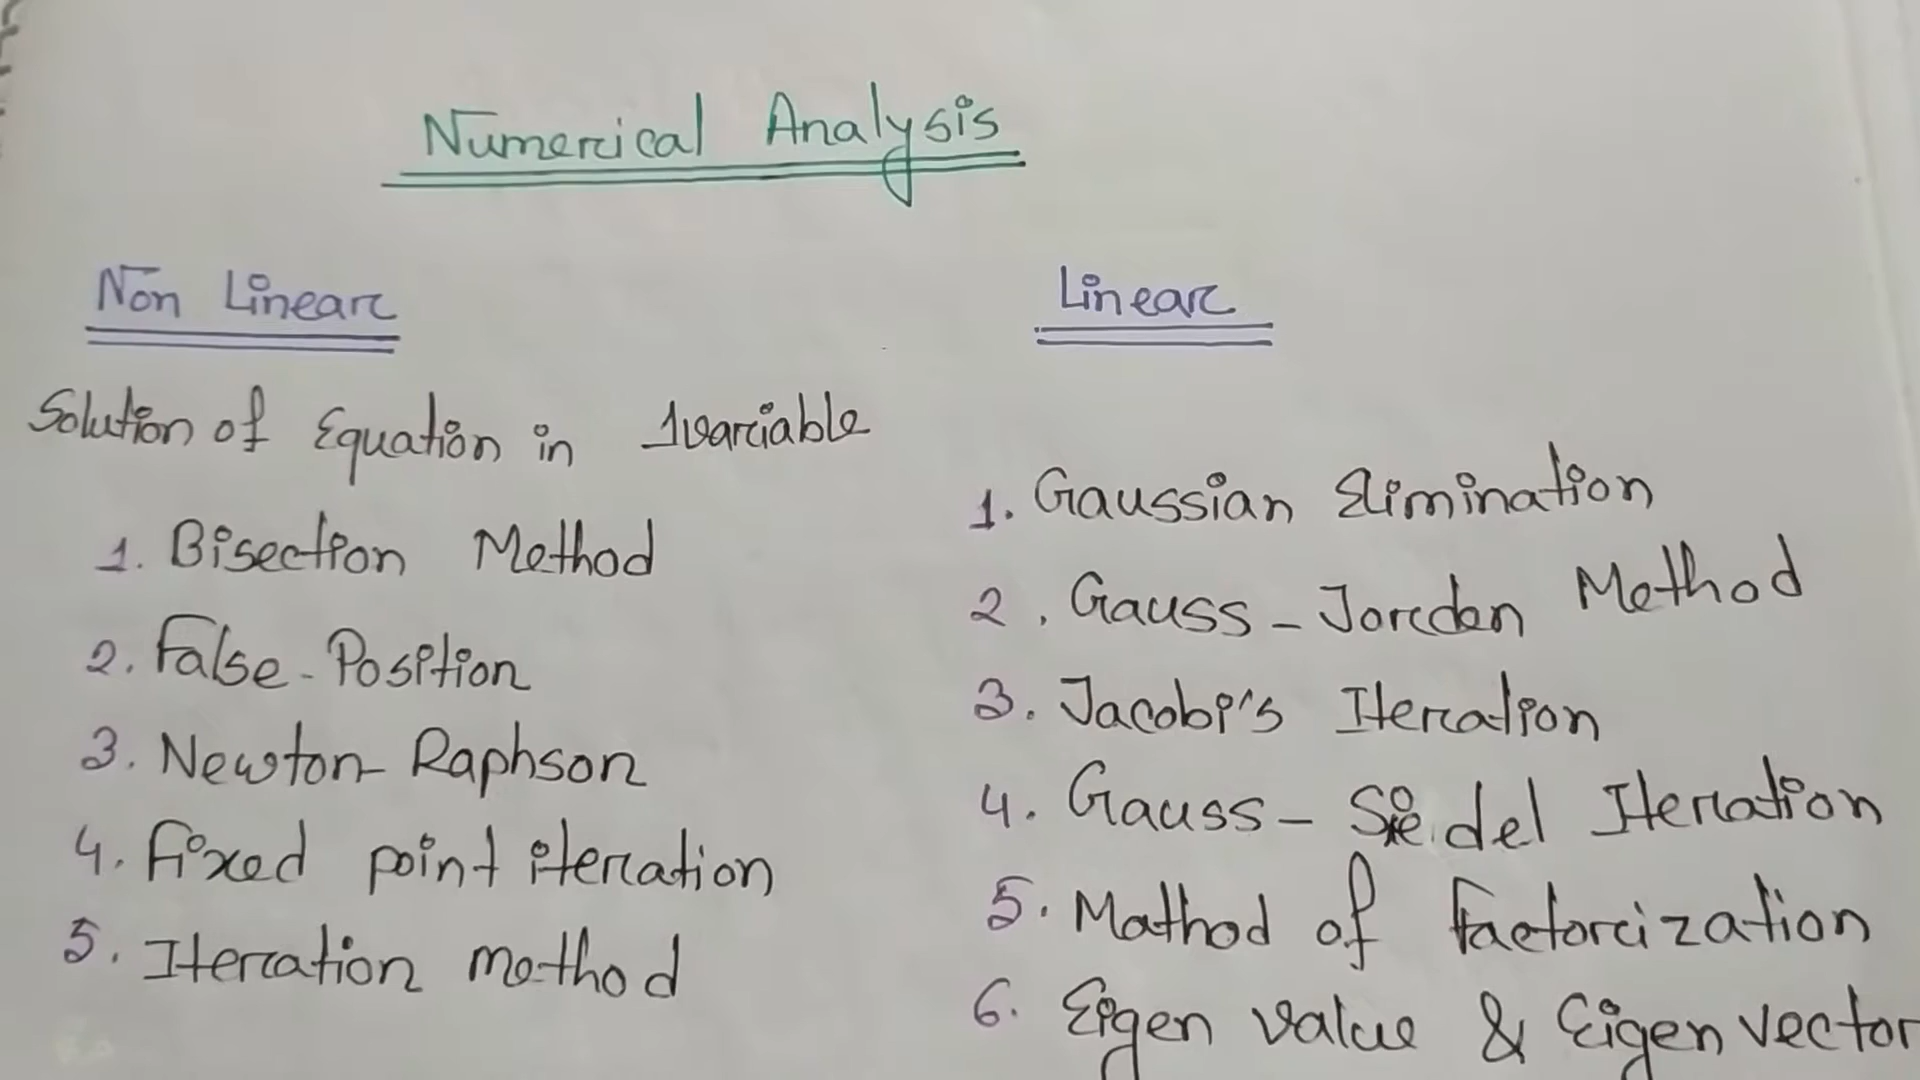 Numerical Analysis
Non Linear
Solution of Equation in 1variable
1. Bisection Method
2. False-Position
3. Newton-Raphson
4. Fixed point iteration
5. Iteration method
Linear
1. Gaussian Elimination
2. Gauss-Jordan Method
3. Jacobi's Iteration
4. Gauss-Seidel Iteration
5. Mathod of Factorization
6. Eigen value & Eigen vector